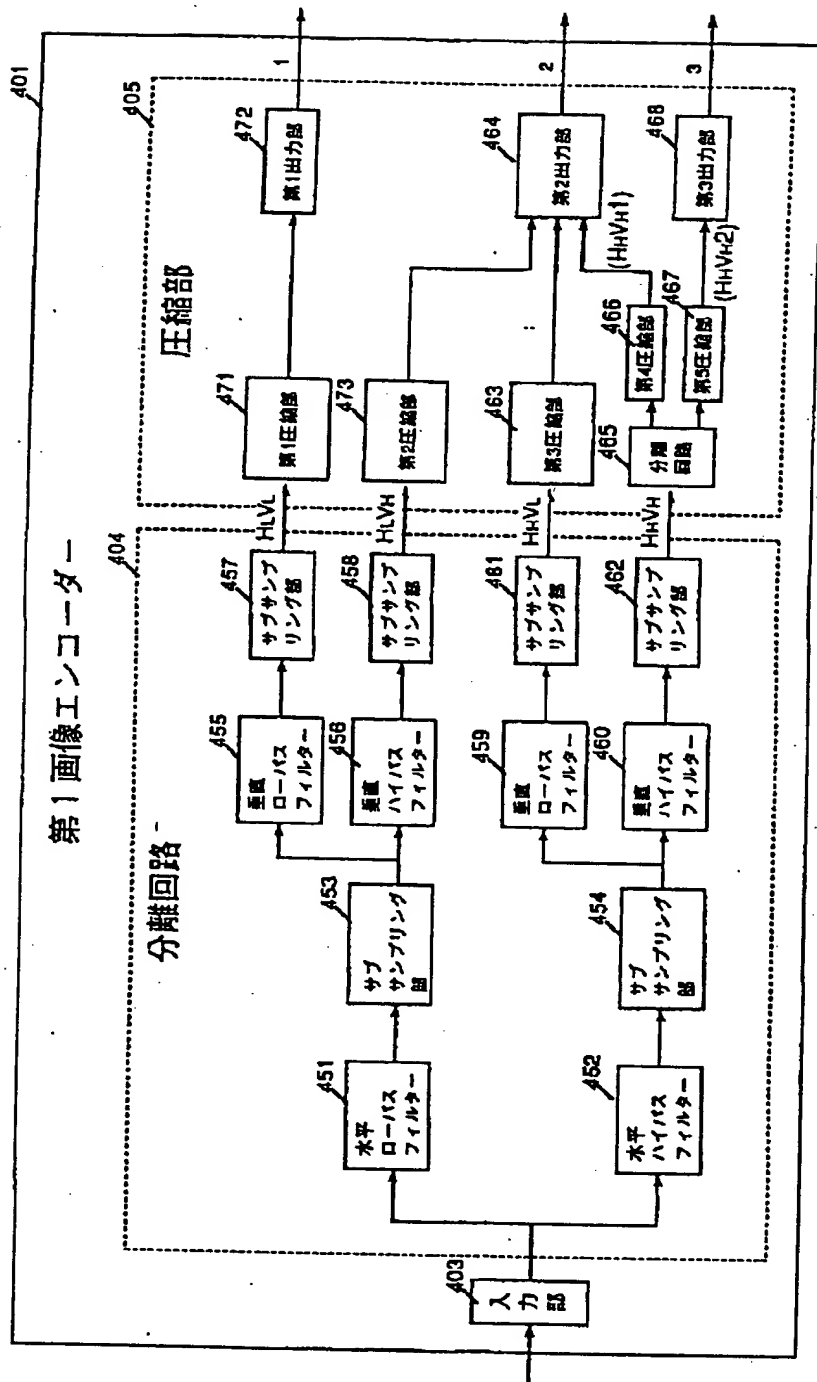 第1画像エンコーダー
401
404
分離回路
405
圧縮部
403
入力部
451
水平
ローパス
フィルター
452
水平
ハイパス
フィルター
453
サブ
サンプリング
部
454
サブ
サンプリング
部
455
垂直
ローパス
フィルター
456
垂直
ハイパス
フィルター
459
垂直
ローパス
フィルター
460
垂直
ハイパス
フィルター
457
サブサンプ
リング部
458
サブサンプ
リング部
461
サブサンプ
リング部
462
サブサンプ
リング部
HLVL
HLVH
HHVL
HHVH
471
第1圧縮部
473
第2圧縮部
463
第3圧縮部
465
分離
回路
466
第4圧縮部
467
第5圧縮部
(HHVH1)
(HHVH2)
472
第1出力部
464
第2出力部
468
第3出力部
1
2
3